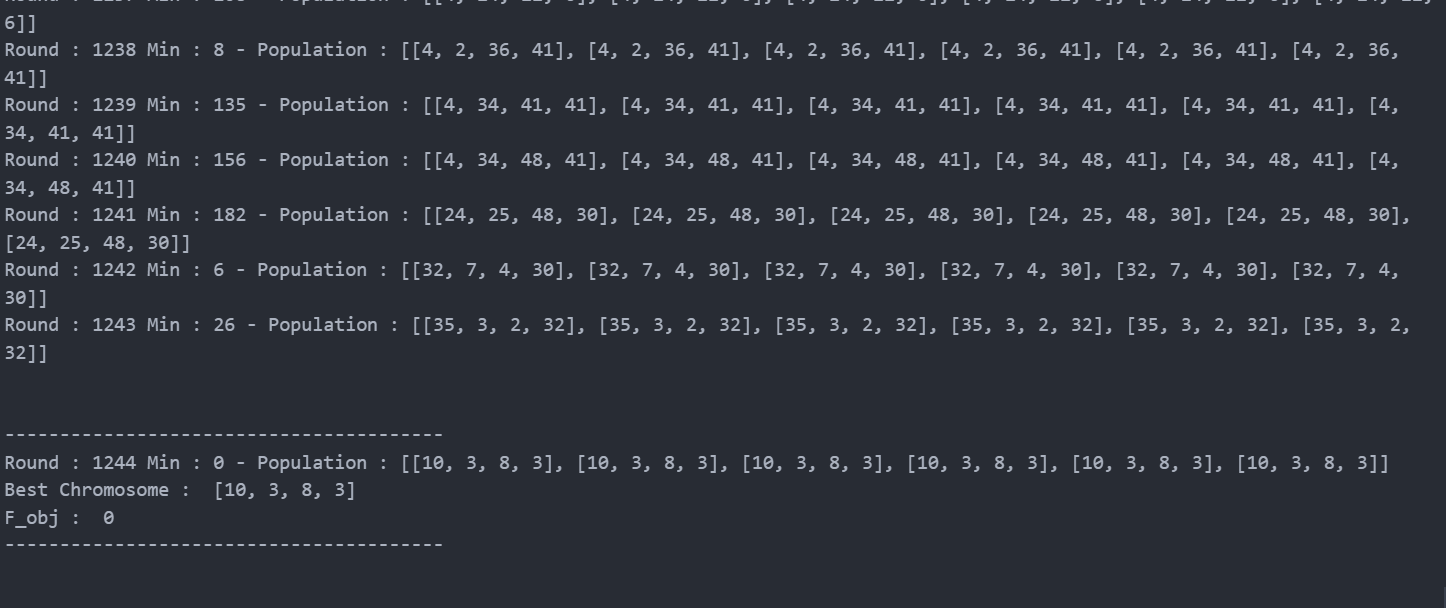 6]]
Round : 1238 Min : 8 - Population : [[4, 2, 36, 41], [4, 2, 36, 41], [4, 2, 36, 41], [4, 2, 36, 41], [4, 2, 36, 41], [4, 2, 36,
41]]
Round : 1239 Min : 135 - Population : [[4, 34, 41, 41], [4, 34, 41, 41], [4, 34, 41, 41], [4, 34, 41, 41], [4, 34, 41, 41], [4,
34, 41, 41]]
Round : 1240 Min : 156 - Population : [[4, 34, 48, 41], [4, 34, 48, 41], [4, 34, 48, 41], [4, 34, 48, 41], [4, 34, 48, 41], [4,
34, 48, 41]]
Round : 1241 Min : 182 - Population : [[24, 25, 48, 30], [24, 25, 48, 30], [24, 25, 48, 30], [24, 25, 48, 30], [24, 25, 48, 30],
[24, 25, 48, 30]]
Round : 1242 Min : 6 - Population : [[32, 7, 4, 30], [32, 7, 4, 30], [32, 7, 4, 30], [32, 7, 4, 30], [32, 7, 4, 30], [32, 7, 4,
30]]
Round : 1243 Min : 26 - Population : [[35, 3, 2, 32], [35, 3, 2, 32], [35, 3, 2, 32], [35, 3, 2, 32], [35, 3, 2, 32], [35, 3, 2,
32]]
----------------------------------------
Round : 1244 Min : 0 - Population : [[10, 3, 8, 3], [10, 3, 8, 3], [10, 3, 8, 3], [10, 3, 8, 3], [10, 3, 8, 3], [10, 3, 8, 3]]
Best Chromosome :  [10, 3, 8, 3]
F_obj :  0
----------------------------------------